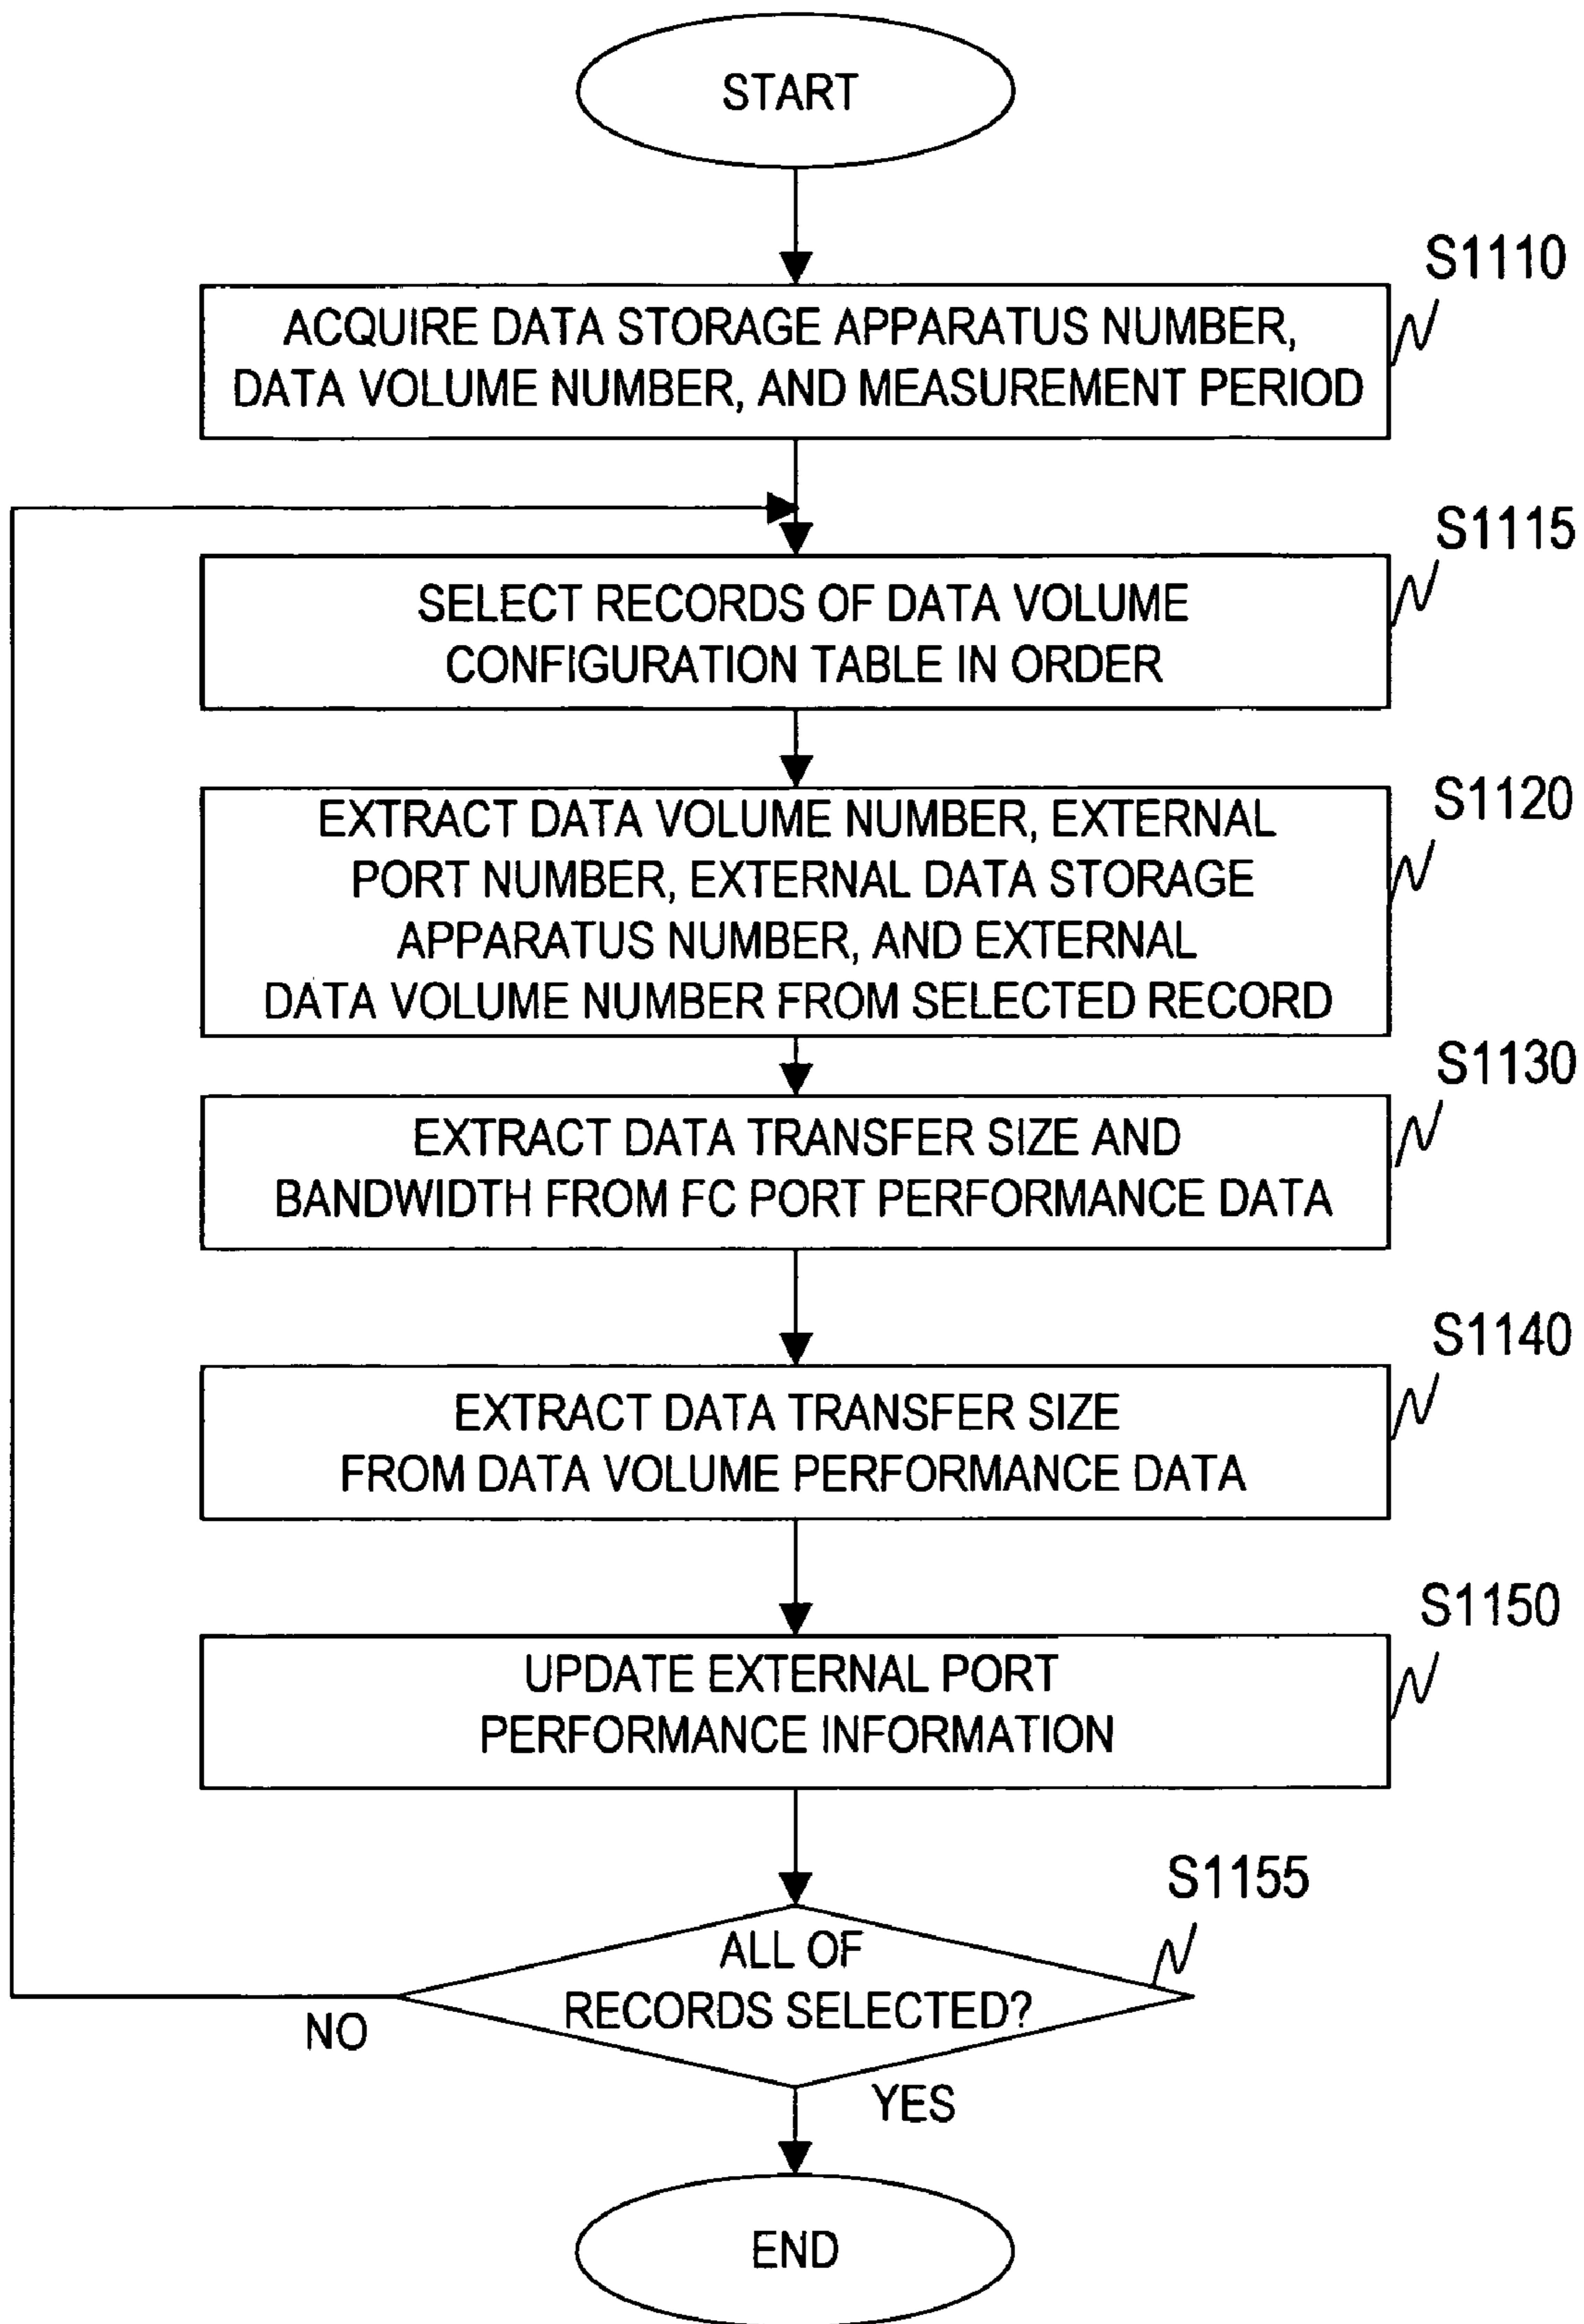 START
S1110
ACQUIRE DATA STORAGE APPARATUS NUMBER,
DATA VOLUME NUMBER, AND MEASUREMENT PERIOD
S1115
SELECT RECORDS OF DATA VOLUME
CONFIGURATION TABLE IN ORDER
S1120
EXTRACT DATA VOLUME NUMBER, EXTERNAL
PORT NUMBER, EXTERNAL DATA STORAGE
APPARATUS NUMBER, AND EXTERNAL
DATA VOLUME NUMBER FROM SELECTED RECORD
S1130
EXTRACT DATA TRANSFER SIZE AND
BANDWIDTH FROM FC PORT PERFORMANCE DATA
S1140
EXTRACT DATA TRANSFER SIZE
FROM DATA VOLUME PERFORMANCE DATA
S1150
UPDATE EXTERNAL PORT
PERFORMANCE INFORMATION
S1155
ALL OF
RECORDS SELECTED?
NO
YES
END